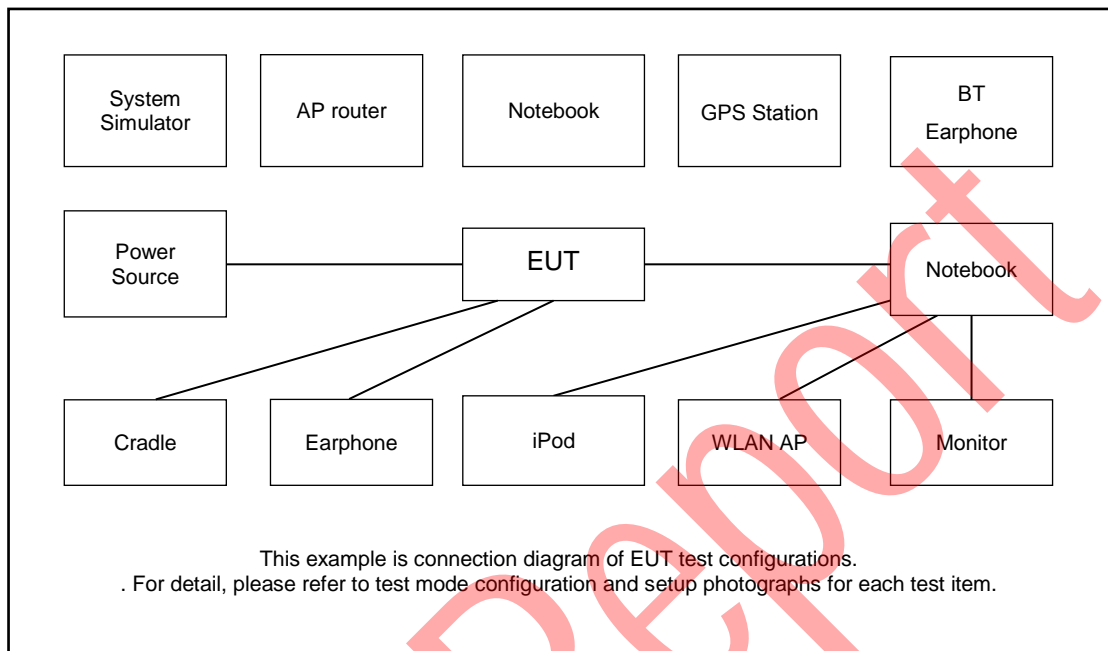 System
Simulator
AP router
Notebook
GPS Station
BT
Earphone
Power
Source
EUT
Notebook
Cradle
Earphone
iPod
WLAN AP
Monitor
This example is connection diagram of EUT test configurations.
. For detail, please refer to test mode configuration and setup photographs for each test item.
Report